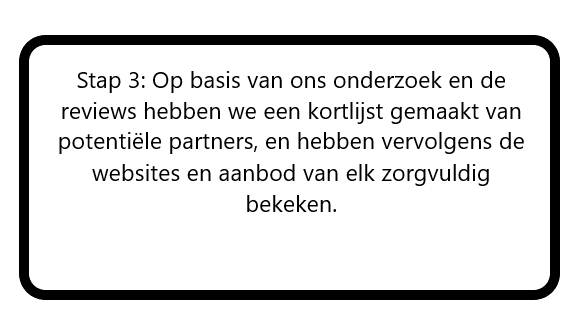 Stap 3: Op basis van ons onderzoek en de
reviews hebben we een kortlijst gemaakt van
potentiële partners, en hebben vervolgens de
websites en aanbod van elk zorgvuldig
bekeken.